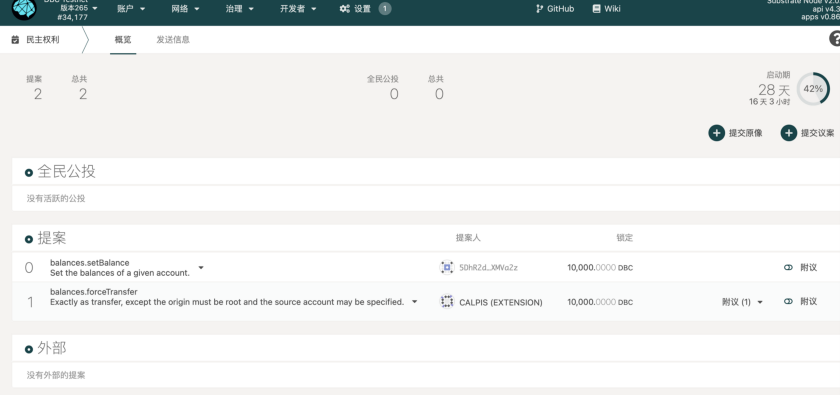 DBC Testnet
版本265
#34,177
账户
网络
治理
开发者
设置 1
GitHub
Wiki
Substrate Node v2.0
api v4.3
apps v0.86
民主权利
概览
发送信息
提案 总共
2 2
全民公投 总共
0 0
启动期
28 天
16 天 3 小时
42%
提交原像
提交议案
全民公投
没有活跃的公投
提案 提案人 锁定
0 balances.setBalance
Set the balances of a given account.
5DhR2d…XMVa2z 10,000.0000 DBC 附议
1 balances.forceTransfer
Exactly as transfer, except the origin must be root and the source account may be specified.
CALPIS (EXTENSION) 10,000.0000 DBC 附议 (1) 附议
外部
没有外部的提案